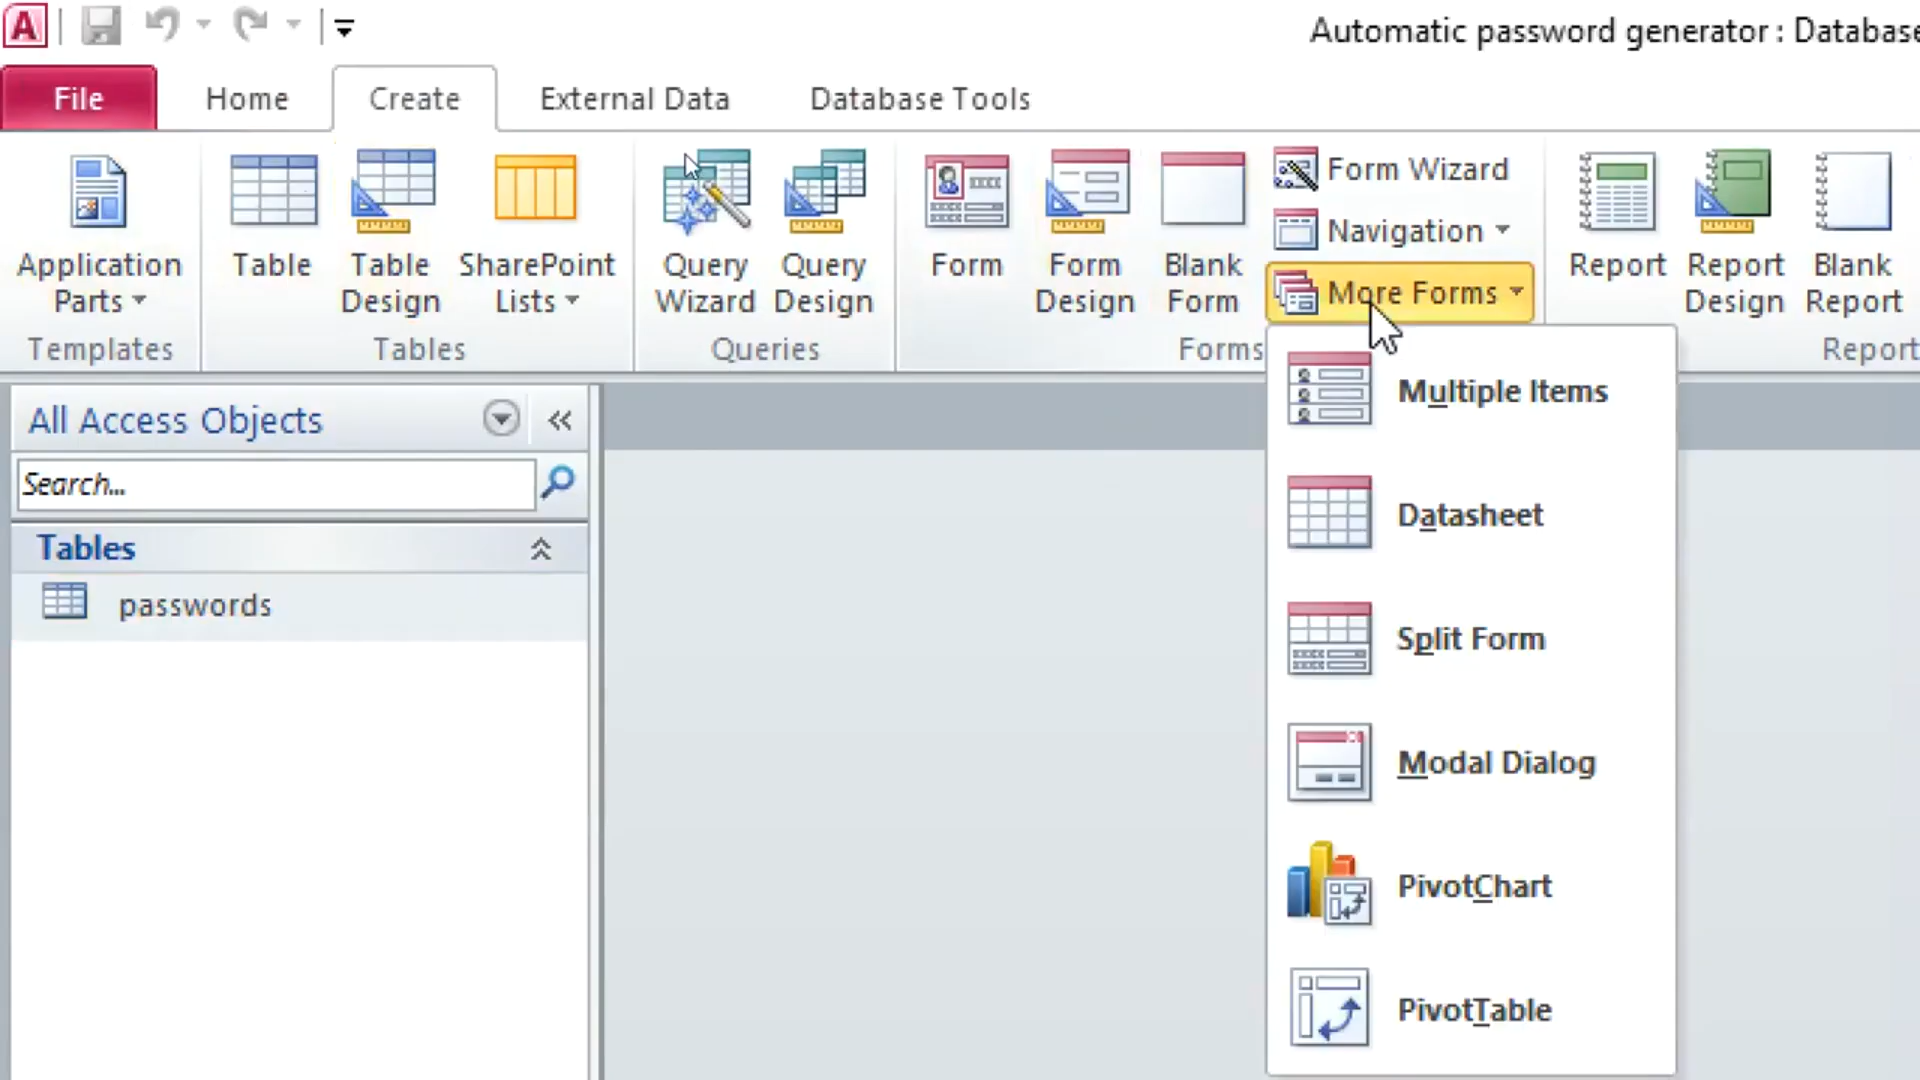 Automatic password generator : Database
File
Home
Create
External Data
Database Tools
Application
Parts
Templates
Table
Table
Design
SharePoint
Lists
Tables
Query
Wizard
Query
Design
Queries
Form
Form
Design
Blank
Form
Form Wizard
Navigation
More Forms
Forms
Report
Report
Design
Blank
Report
Report
All Access Objects
Search...
Tables
passwords
Multiple Items
Datasheet
Split Form
Modal Dialog
PivotChart
PivotTable